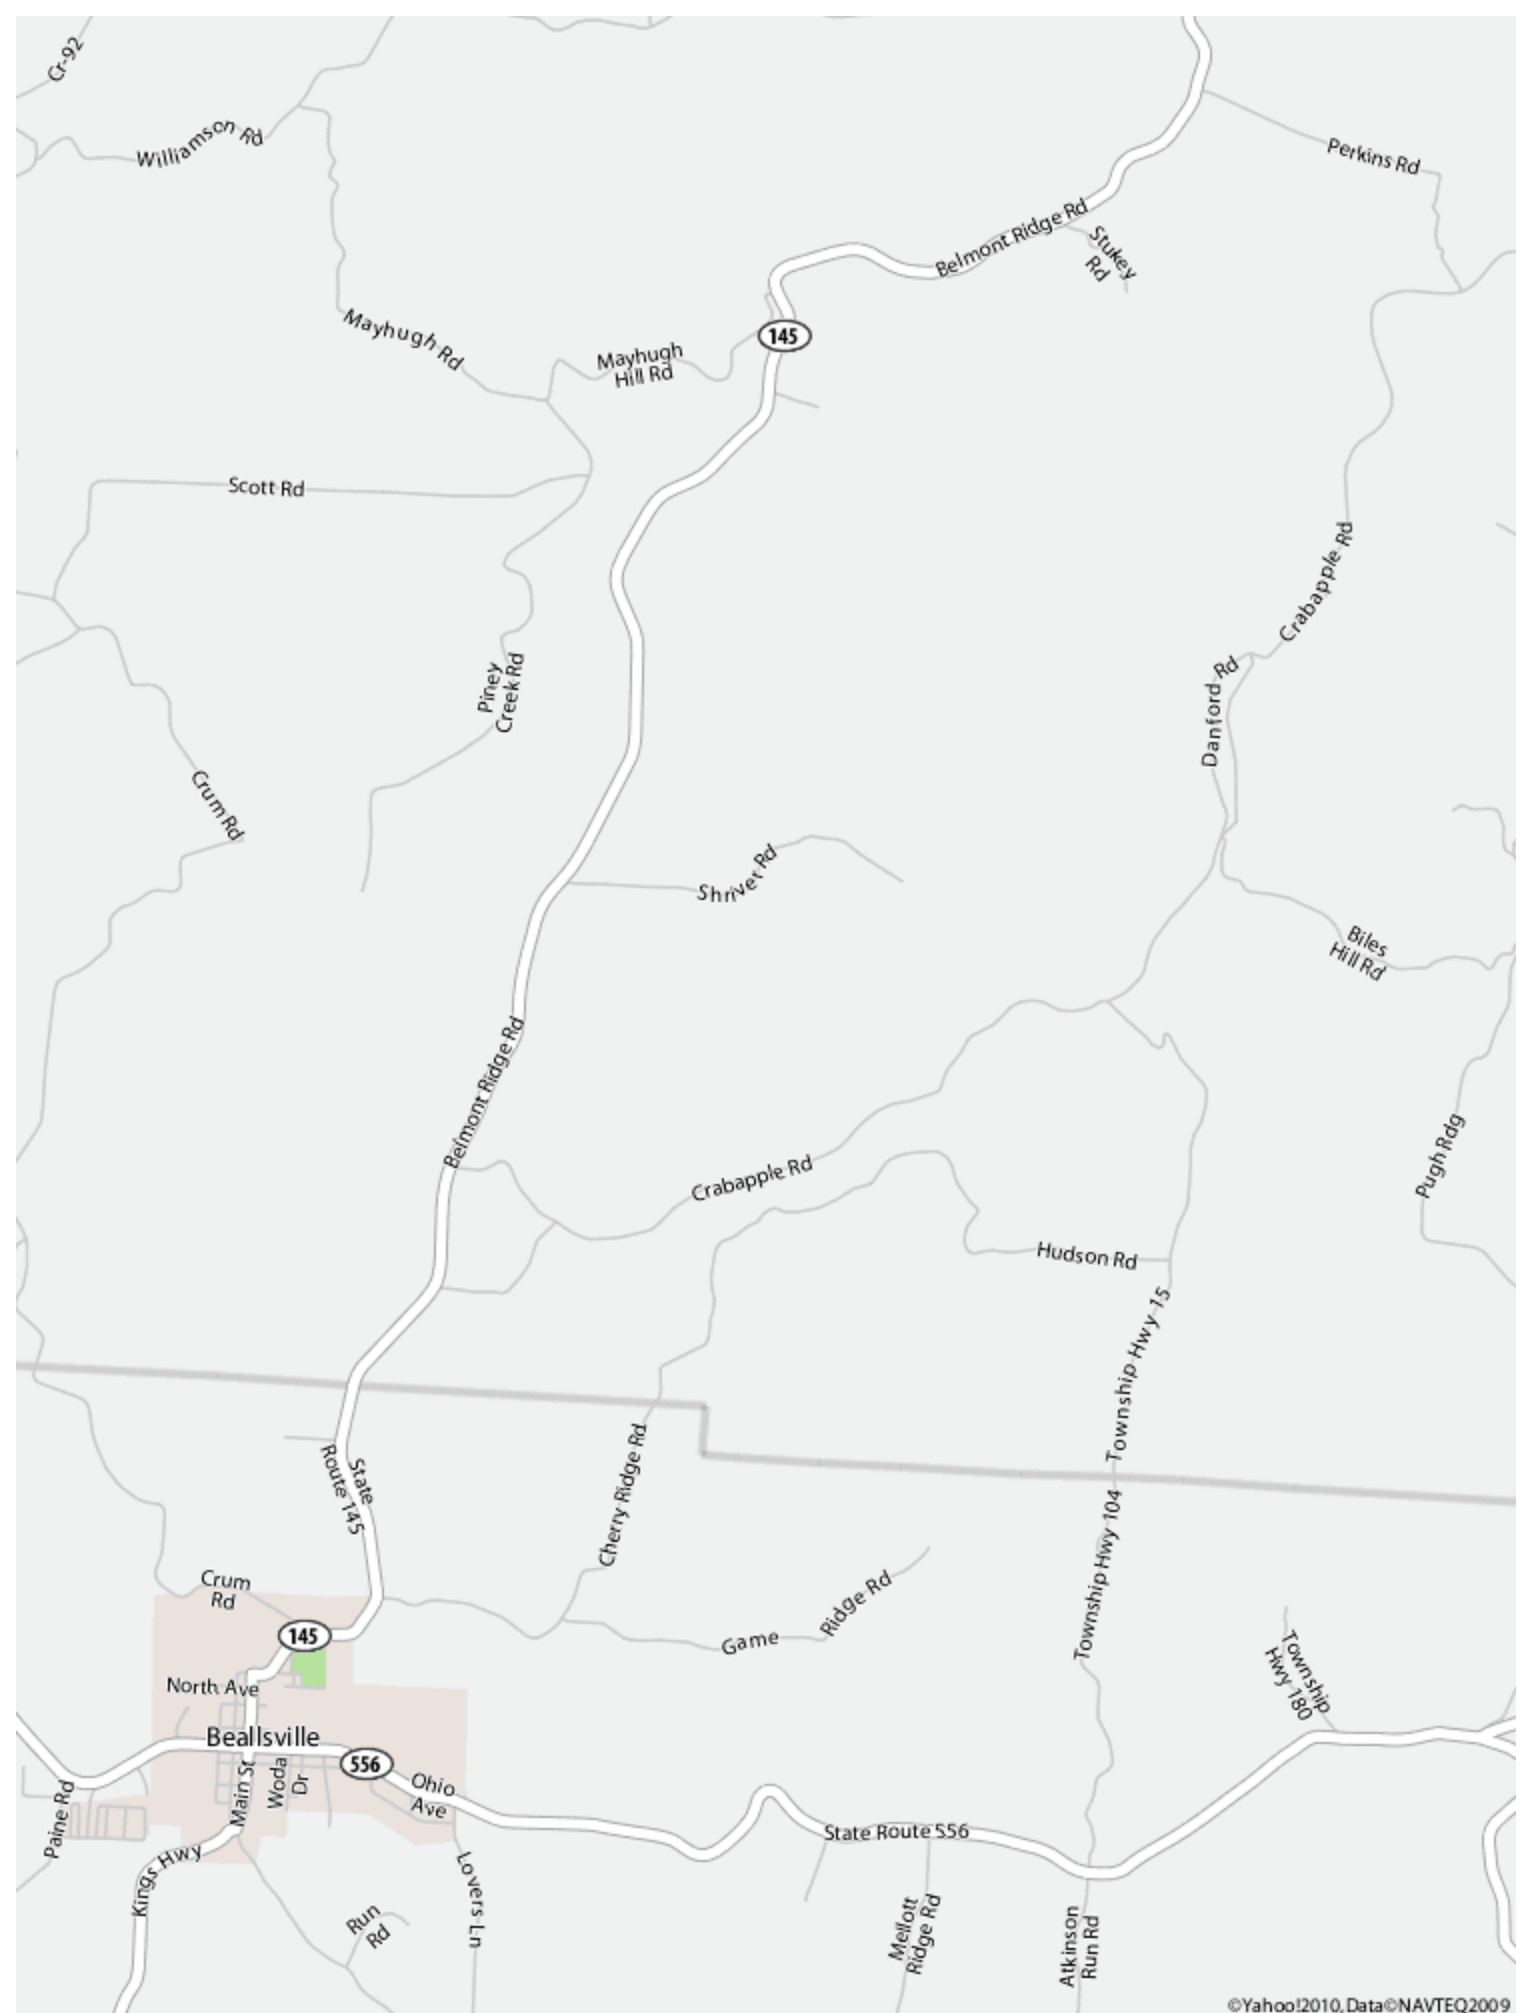 Cr-92
Williamson Rd
Perkins Rd
Belmont Ridge Rd
Stukey
Rd
Mayhugh Rd
145
Mayhugh
Hill Rd
Scott Rd
Crabapple Rd
Piney
Creek Rd
Danford Rd
Crum Rd
Shriver Rd
Biles
Hill Rd
Belmont Ridge Rd
Pugh Rdg
Crabapple Rd
Hudson Rd
Township Hwy 15
State
Route 145
Cherry Ridge Rd
Township Hwy 104
Crum
Rd
Game Ridge Rd
145
Township
Hwy 180
North Ave
Beallsville
556
Main St
Woda
Dr
Ohio
Ave
Paine Rd
State Route 556
Kings Hwy
Lovers Ln
Run
Rd
Mellott
Ridge Rd
Atkinson
Run Rd
©Yahoo!2010, Data©NAVTEQ2009